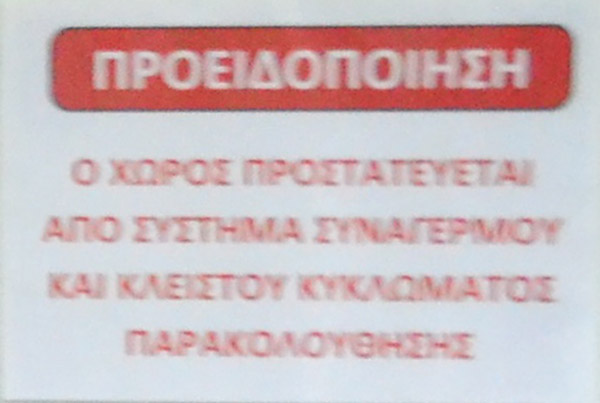 ΠΡΟΕΙΔΟΠΟΙΗΣΗ
Ο ΧΩΡΟΣ ΠΡΟΣΤΑΤΕΥΕΤΑΙ
ΑΠΟ ΣΥΣΤΗΜΑ ΣΥΝΑΓΕΡΜΟΥ
ΚΑΙ ΚΛΕΙΣΤΟΥ ΚΥΚΛΩΜΑΤΟΣ
ΠΑΡΑΚΟΛΟΥΘΗΣΗΣ